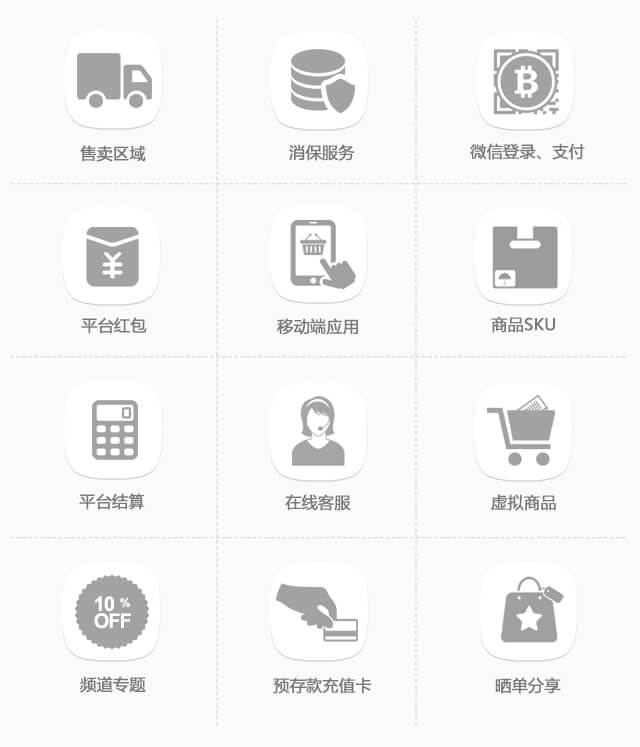 售卖区域
消保服务
微信登录、支付
¥
平台红包
移动端应用
商品SKU
0
平台结算
在线客服
虚拟商品
10 %
OFF
频道专题
预存款充值卡
晒单分享